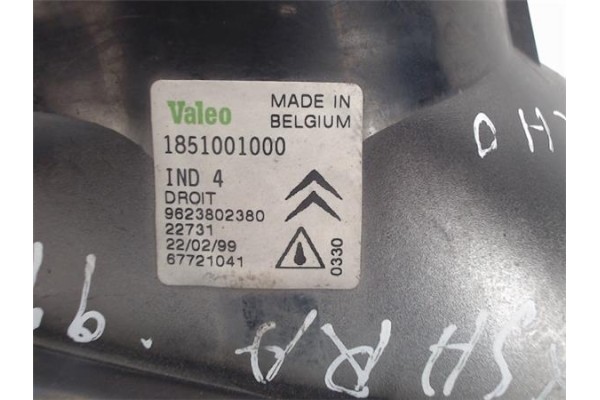 Valeo MADE IN BELGIUM
1851001000
IND 4
DROIT
9623802380
22731
22/02/99
67721041
0330